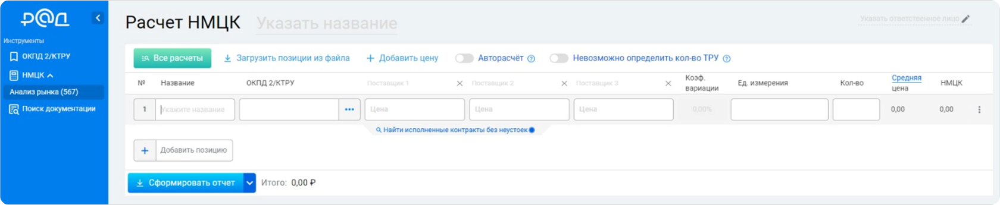 р@д
Инструменты
ОКПД 2/КТРУ
НМЦК
Анализ рынка (567)
Поиск документации
Расчет НМЦК Указать название
Указать ответственное лицо
Все расчеты Загрузить позиции из файла + Добавить цену Авторасчёт ? Невозможно определить кол-во ТРУ ?
№ Название ОКПД 2/КТРУ Поставщик 1 × Поставщик 2 × Поставщик 3 × Коэф. вариации Ед. измерения Кол-во Средняя цена НМЦК
1 Укажите название ••• Цена Цена Цена 0,00% 0,00 0,00
Найти исполненные контракты без неустоек
+ Добавить позицию
Сформировать отчет Итого: 0,00 ₽